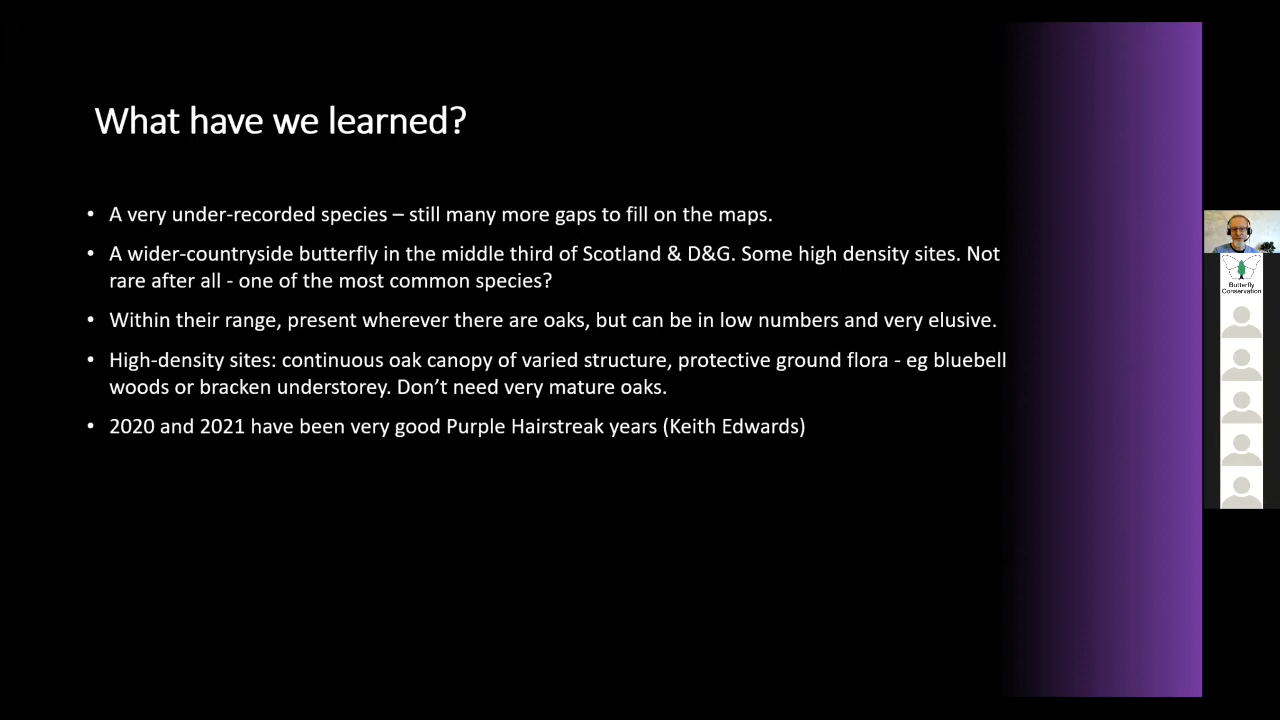 What have we learned?
• A very under-recorded species – still many more gaps to fill on the maps.
• A wider-countryside butterfly in the middle third of Scotland & D&G. Some high density sites. Not
rare after all - one of the most common species?
• Within their range, present wherever there are oaks, but can be in low numbers and very elusive.
• High-density sites: continuous oak canopy of varied structure, protective ground flora - eg bluebell
woods or bracken understorey. Don’t need very mature oaks.
• 2020 and 2021 have been very good Purple Hairstreak years (Keith Edwards)
Butterfly
Conservation